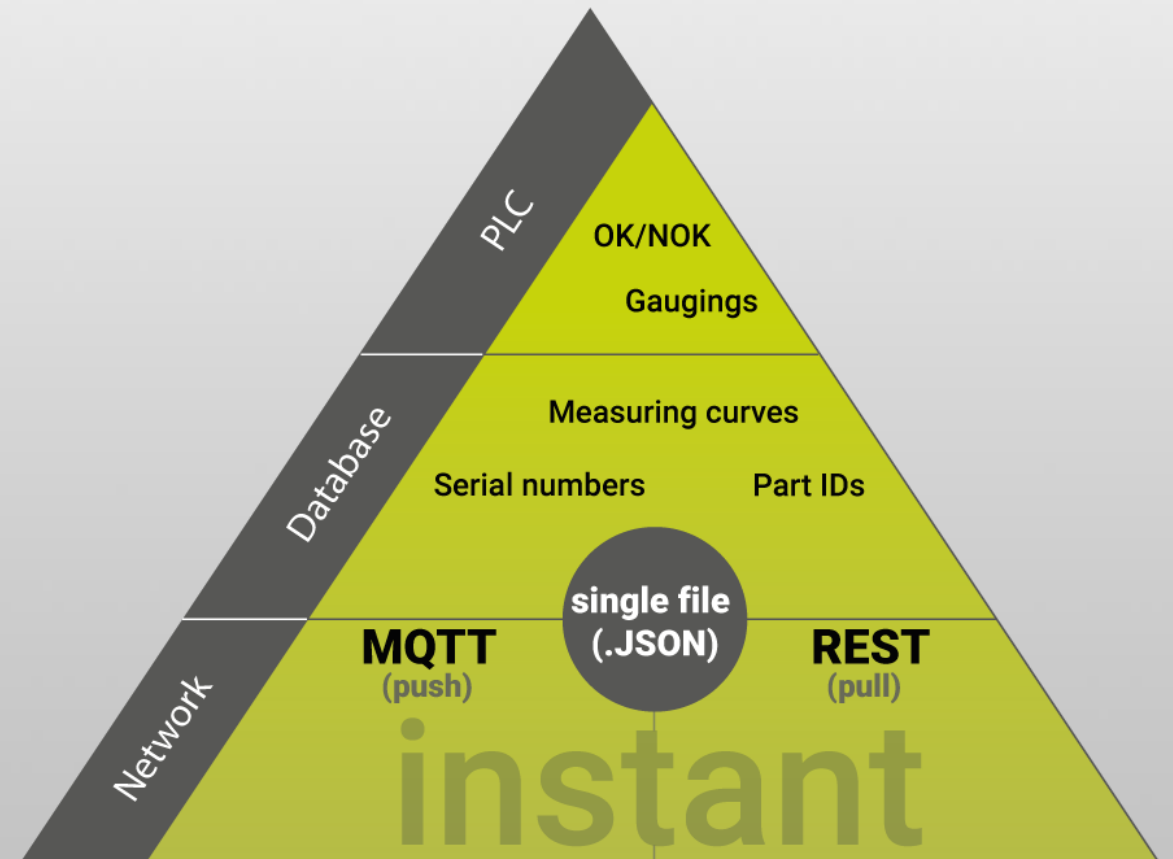 PLC
OK/NOK
Gaugings
Database
Measuring curves
Serial numbers
Part IDs
single file
(.JSON)
Network
MQTT
(push)
REST
(pull)
instant